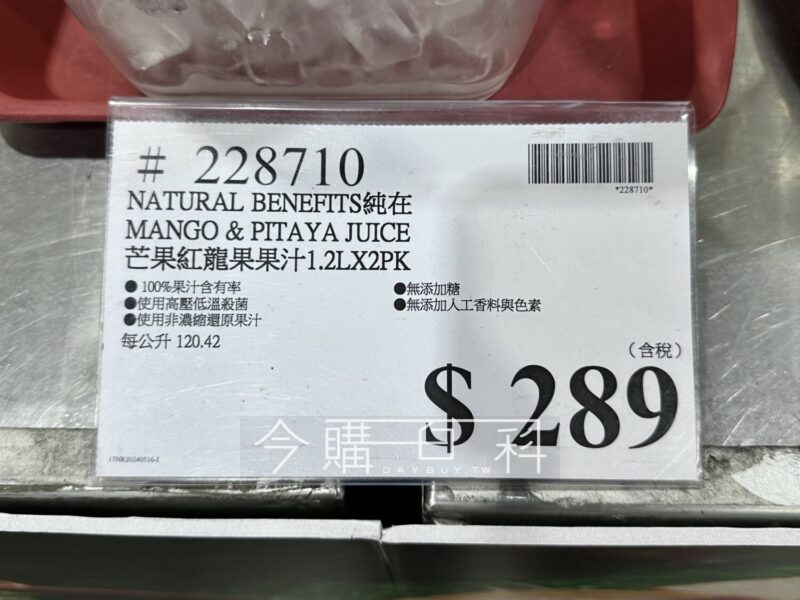 # 228710
*228710*
NATURAL BENEFITS純在
MANGO & PITAYA JUICE
芒果紅龍果果汁1.2LX2PK
●100%果汁含有率
●使用高壓低溫殺菌
●使用非濃縮還原果汁
●無添加糖
●無添加人工香料與色素
每公升 120.42
（含稅）
$ 289
今購百科
DAYBUY.TW
17NR20240516-1